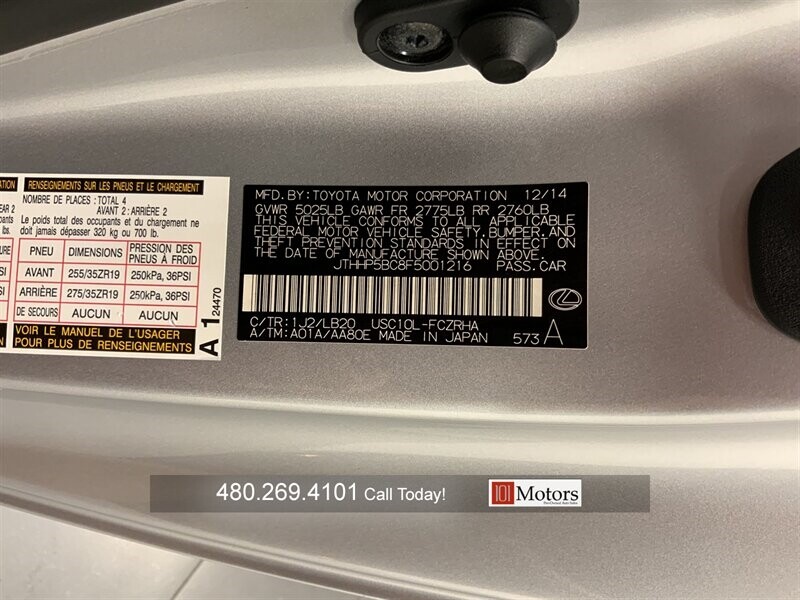 ATION
AR 2
pants
lbs.
RENSEIGNEMENTS SUR LES PNEUS ET LE CHARGEMENT
NOMBRE DE PLACES: TOTAL 4
AVANT 2: ARRIÈRE 2
Le poids total des occupants et du chargement ne
doit jamais dépasser 320 kg ou 700 lb.
PNEU DIMENSIONS PRESSION DES PNEUS À FROID
AVANT 255/35ZR19 250kPa, 36PSI
ARRIÈRE 275/35ZR19 250kPa, 36PSI
DE SECOURS AUCUN AUCUN
VOIR LE MANUEL DE L'USAGER
POUR PLUS DE RENSEIGNEMENTS
A 1 24470
MFD.BY:TOYOTA MOTOR CORPORATION 12/14
GVWR 5025LB GAWR FR 2775LB RR 2760LB
THIS VEHICLE CONFORMS TO ALL APPLICABLE
FEDERAL MOTOR VEHICLE SAFETY,BUMPER,AND
THEFT PREVENTION STANDARDS IN EFFECT ON
THE DATE OF MANUFACTURE SHOWN ABOVE.
JTHHP5BC8F5001216 PASS.CAR
C/TR:1J2/LB20 USC10L-FCZRHA
A/TM:A01A/AA80E MADE IN JAPAN 573 A
480.269.4101 Call Today!
101 Motors